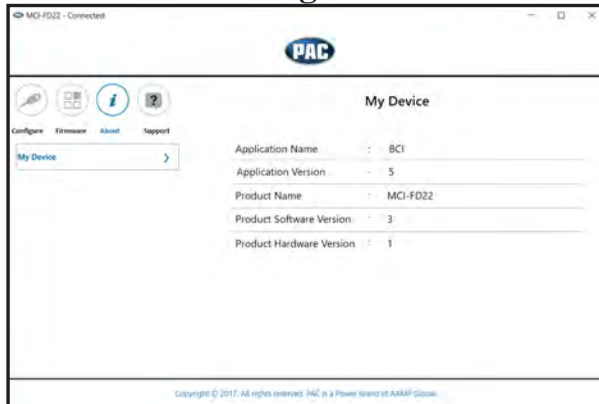 MCI-FD22 - Connected
PAC
Configure Firmware About Support
My Device
My Device
Application Name : BCI
Application Version : 5
Product Name : MCI-FD22
Product Software Version : 3
Product Hardware Version : 1
Copyright © 2017. All rights reserved. PAC is a Power Brand of AAMP Global.